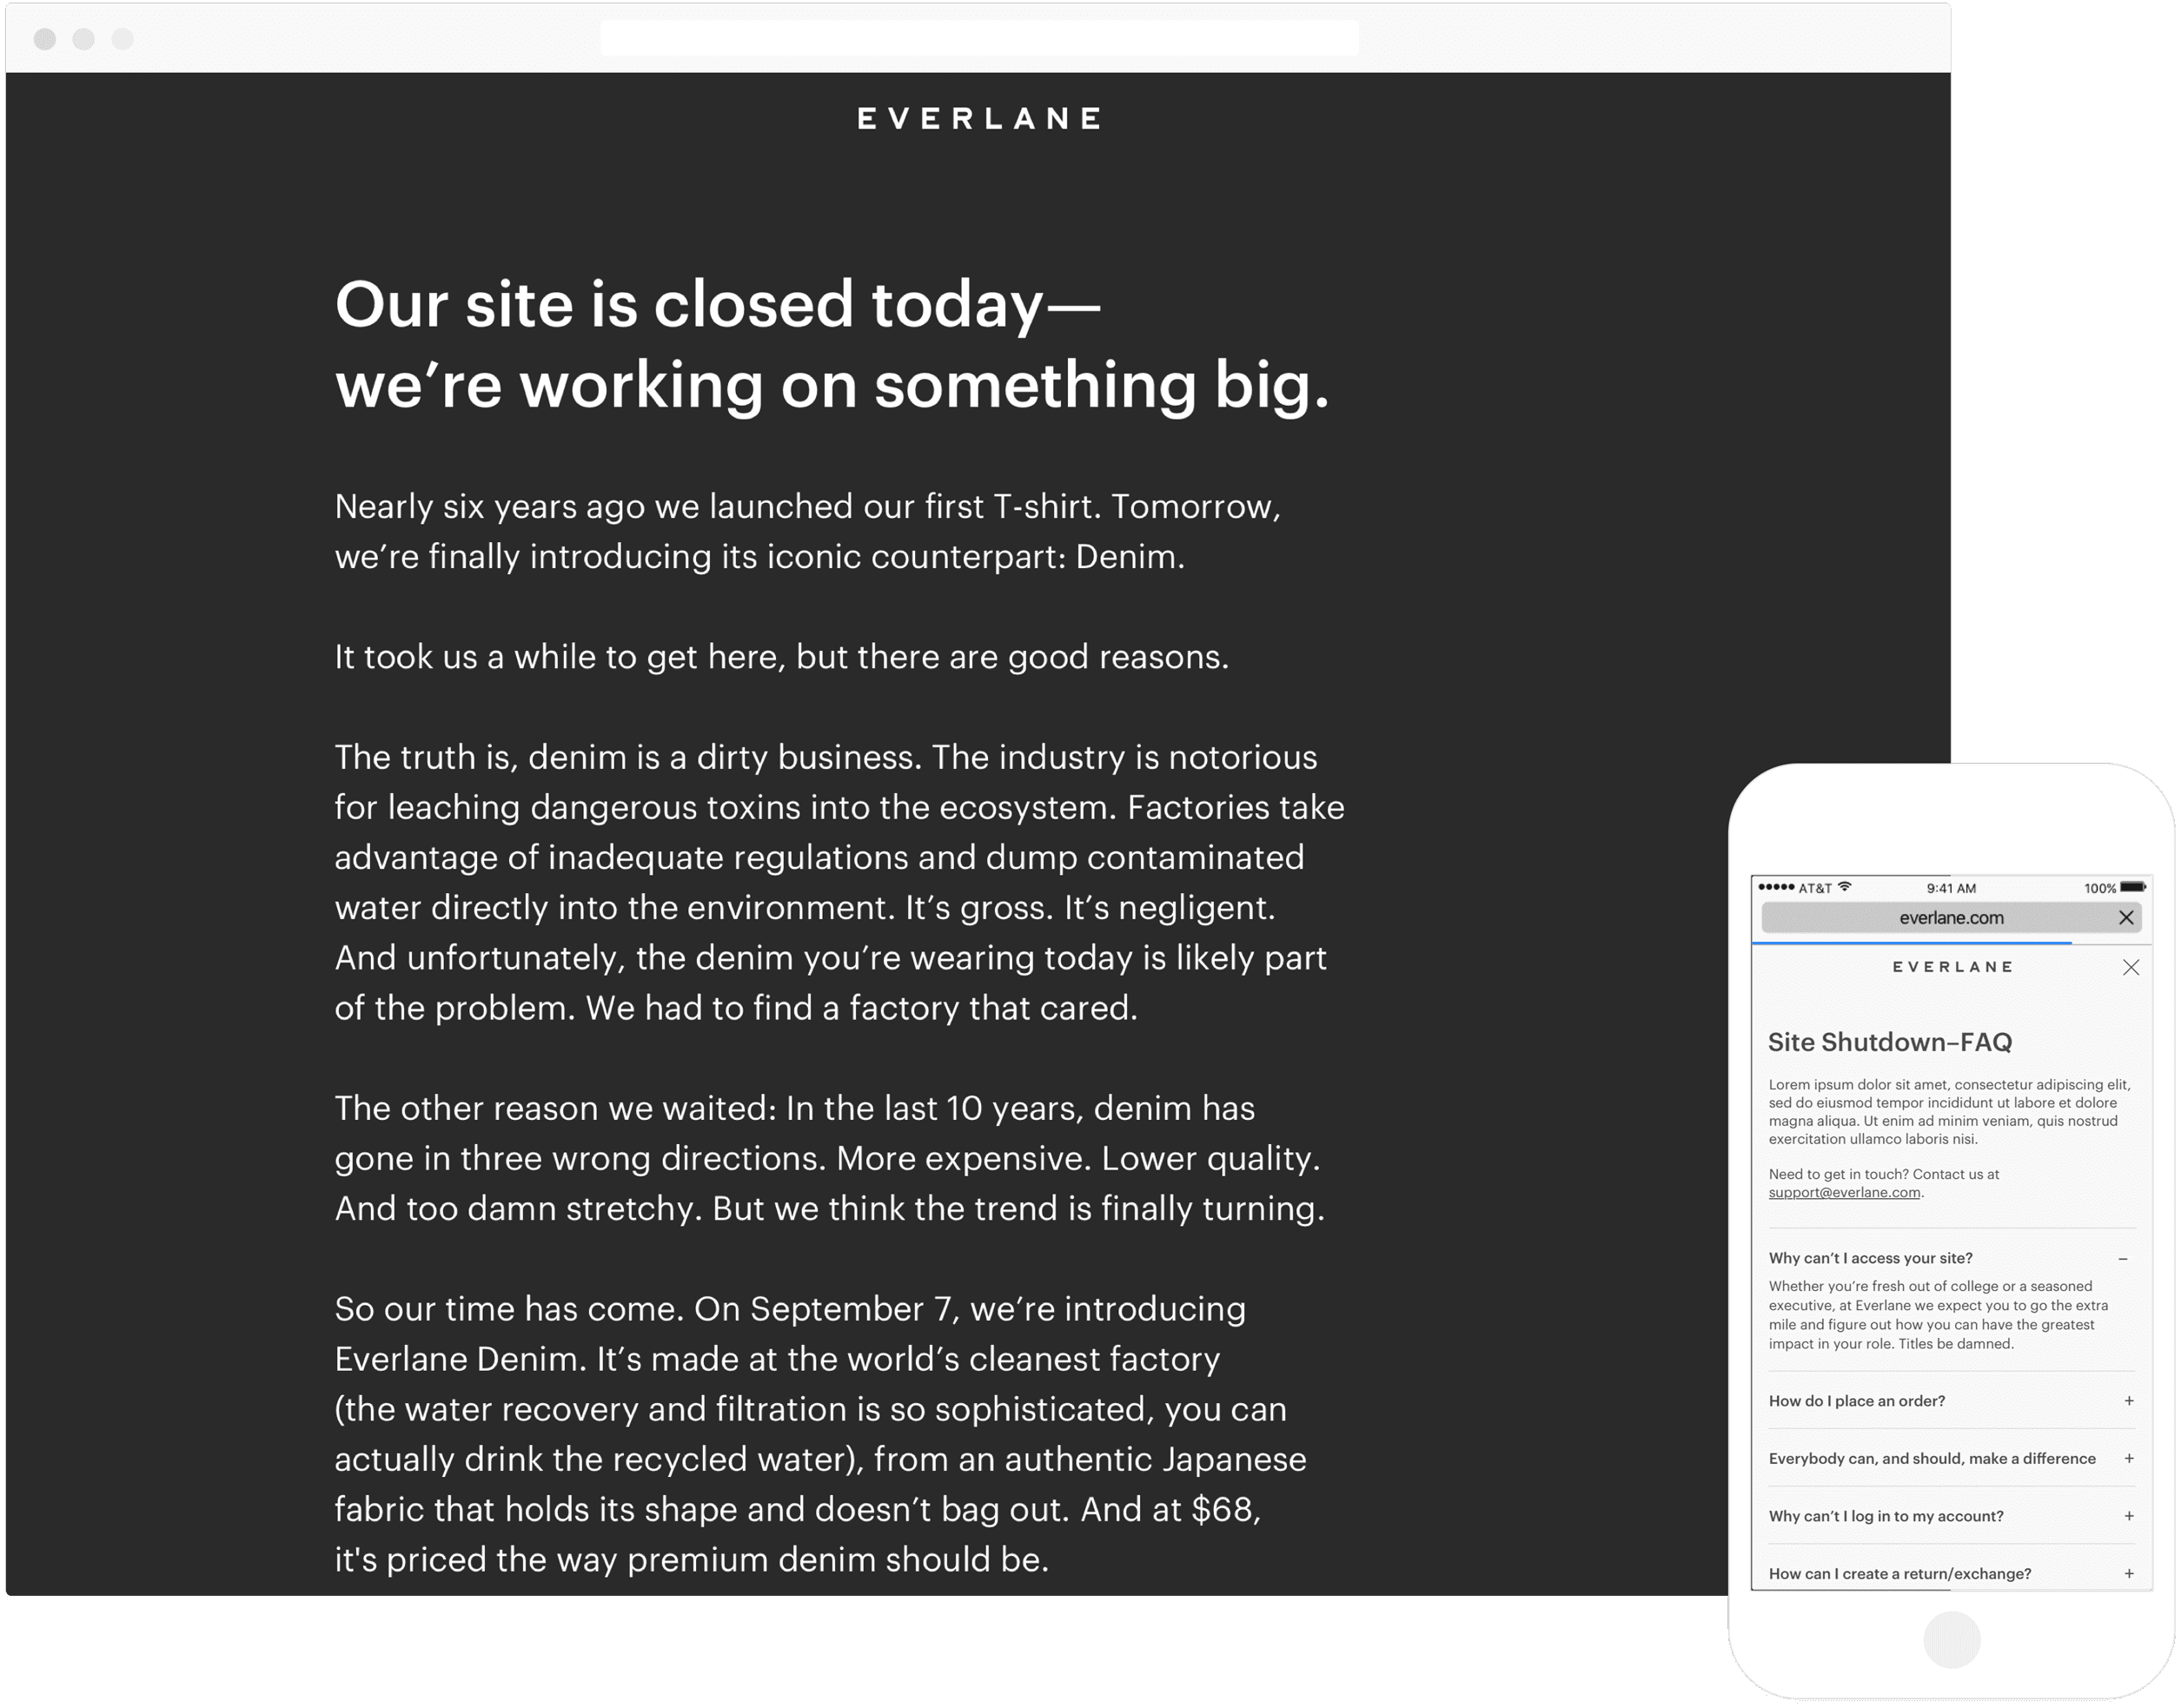 EVERLANE
Our site is closed today—
we’re working on something big.
Nearly six years ago we launched our first T-shirt. Tomorrow,
we’re finally introducing its iconic counterpart: Denim.
It took us a while to get here, but there are good reasons.
The truth is, denim is a dirty business. The industry is notorious
for leaching dangerous toxins into the ecosystem. Factories take
advantage of inadequate regulations and dump contaminated
water directly into the environment. It’s gross. It’s negligent.
And unfortunately, the denim you’re wearing today is likely part
of the problem. We had to find a factory that cared.
The other reason we waited: In the last 10 years, denim has
gone in three wrong directions. More expensive. Lower quality.
And too damn stretchy. But we think the trend is finally turning.
So our time has come. On September 7, we’re introducing
Everlane Denim. It’s made at the world’s cleanest factory
(the water recovery and filtration is so sophisticated, you can
actually drink the recycled water), from an authentic Japanese
fabric that holds its shape and doesn’t bag out. And at $68,
it's priced the way premium denim should be.
AT&T 9:41 AM 100%
everlane.com
EVERLANE
Site Shutdown–FAQ
Lorem ipsum dolor sit amet, consectetur adipiscing elit,
sed do eiusmod tempor incididunt ut labore et dolore
magna aliqua. Ut enim ad minim veniam, quis nostrud
exercitation ullamco laboris nisi.
Need to get in touch? Contact us at
support@everlane.com.
Why can’t I access your site? –
Whether you’re fresh out of college or a seasoned
executive, at Everlane we expect you to go the extra
mile and figure out how you can have the greatest
impact in your role. Titles be damned.
How do I place an order? +
Everybody can, and should, make a difference +
Why can’t I log in to my account? +
How can I create a return/exchange? +